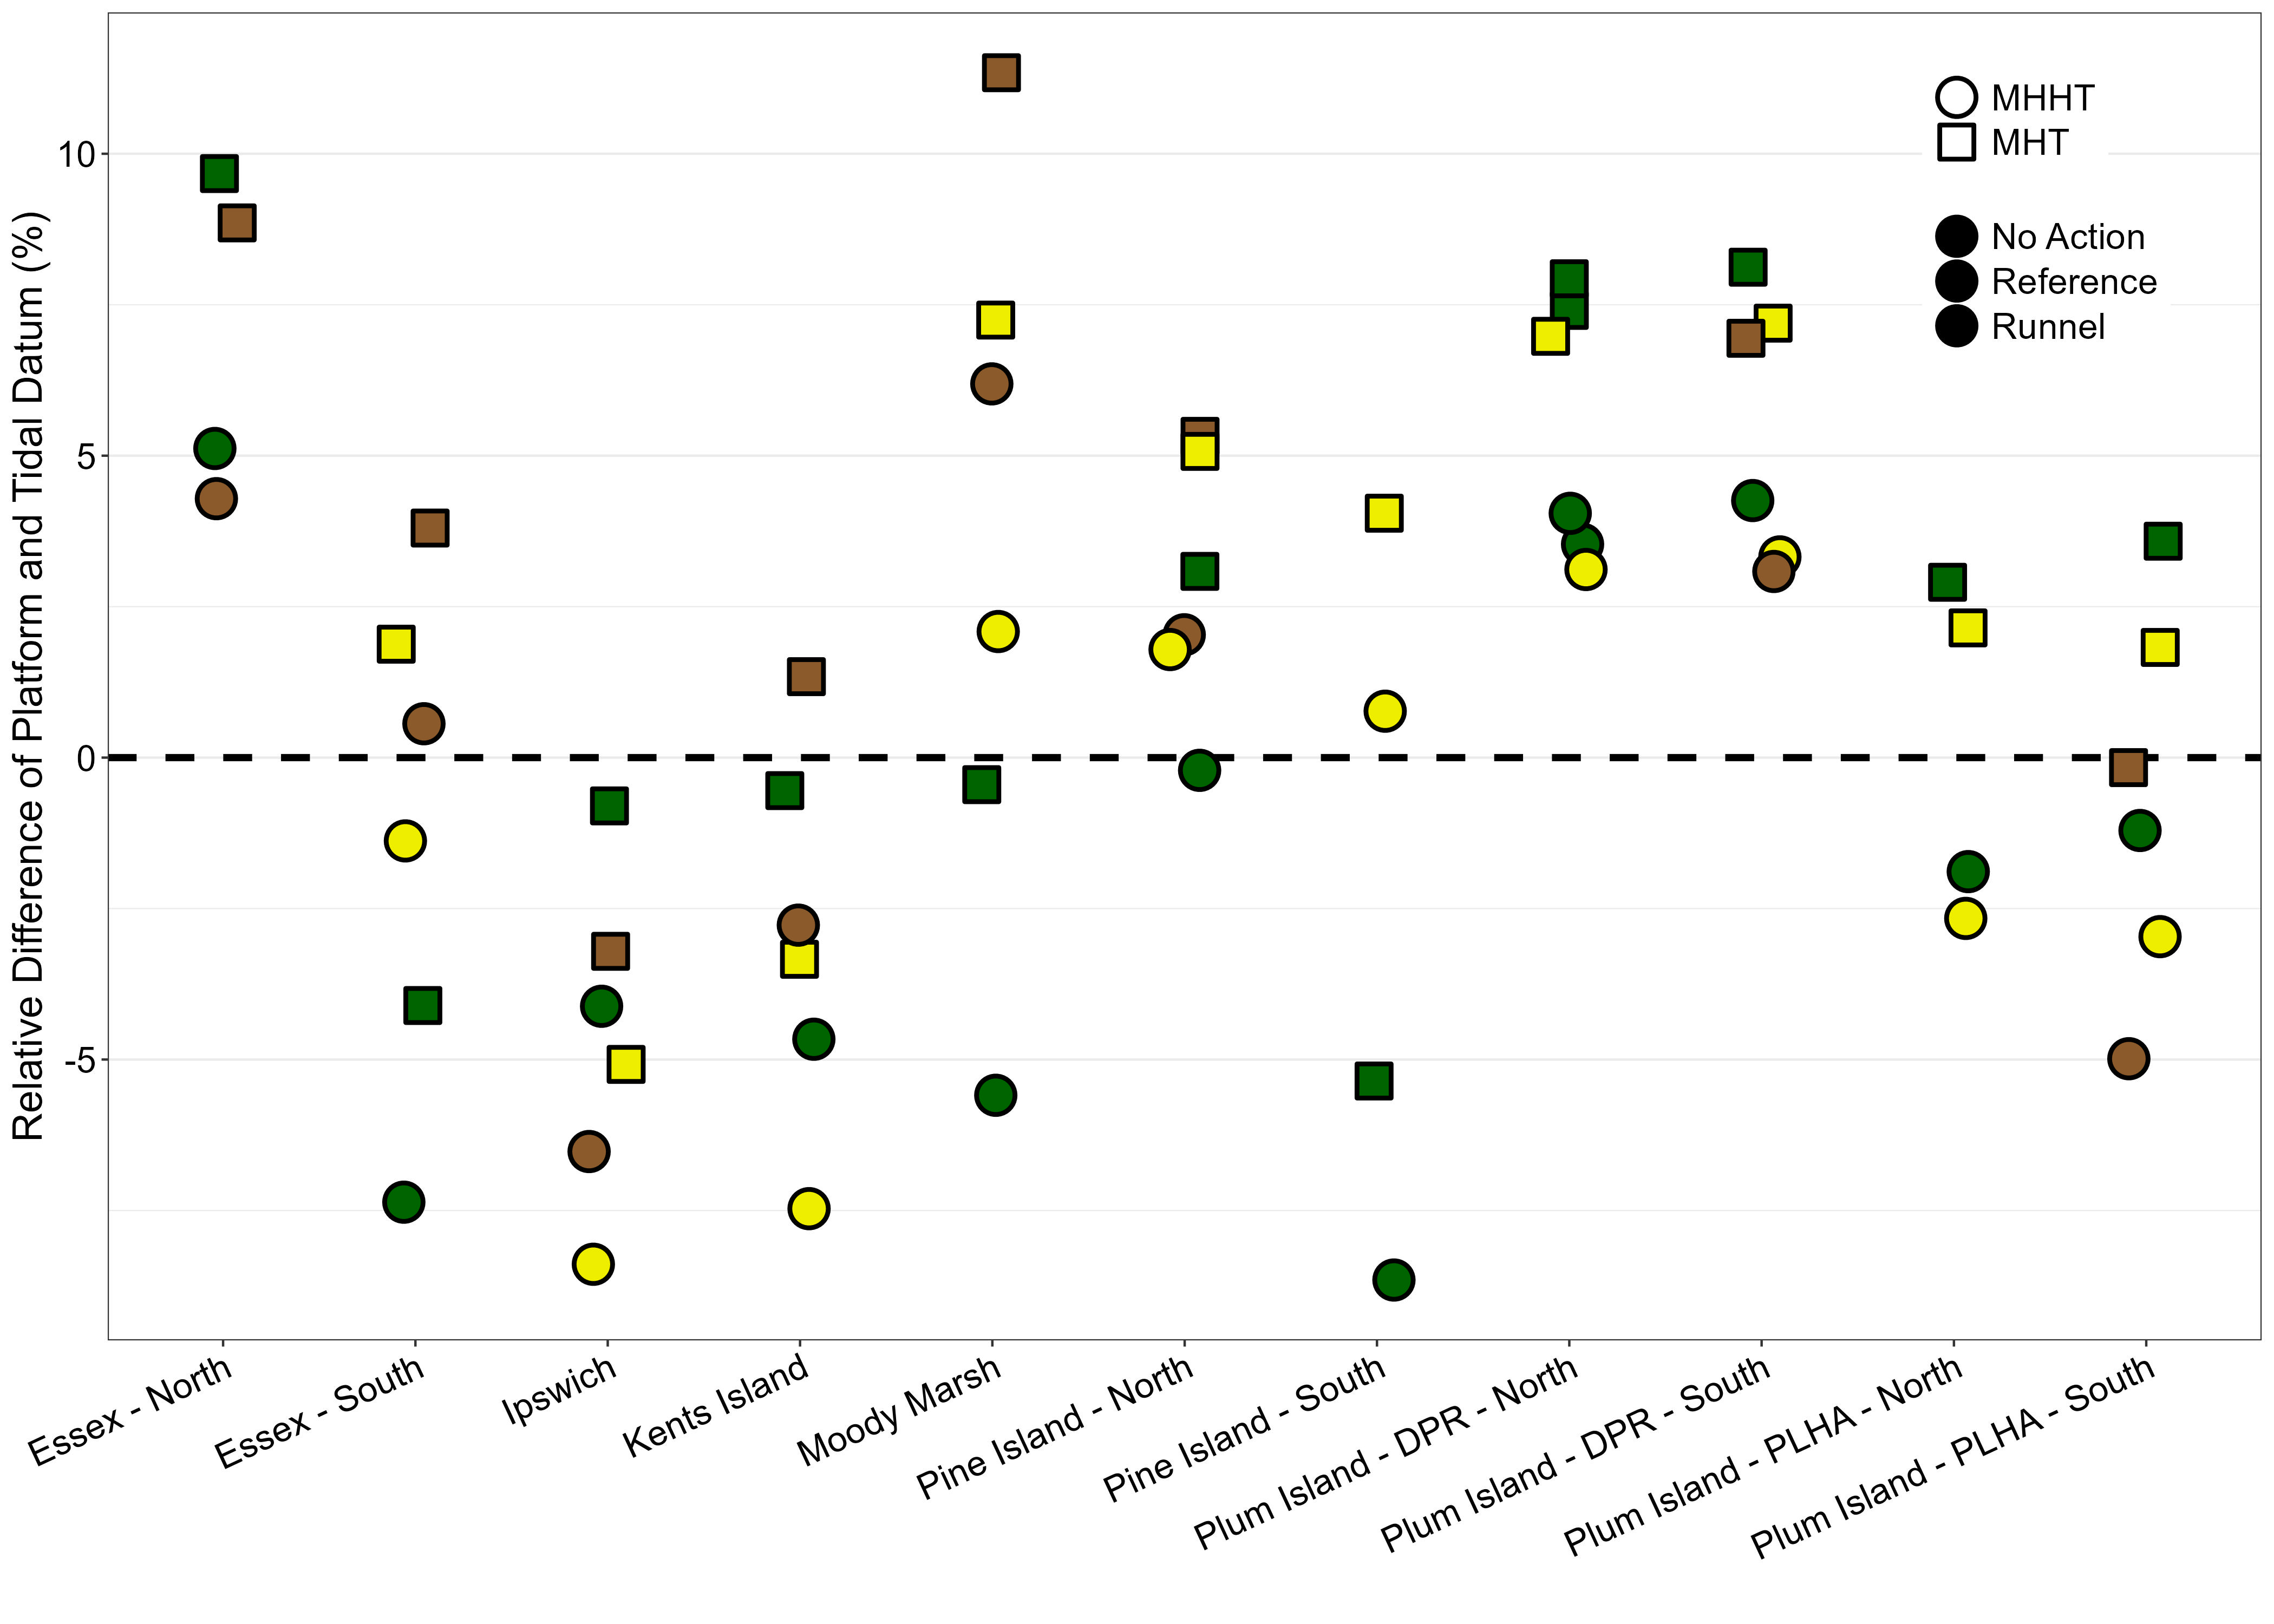 Relative Difference of Platform and Tidal Datum (%)
10
5
0
-5
MHHT
MHT
No Action
Reference
Runnel
Essex - North
Essex - South
Ipswich
Kents Island
Moody Marsh
Pine Island - North
Pine Island - South
Plum Island - DPR - North
Plum Island - DPR - South
Plum Island - PLHA - North
Plum Island - PLHA - South